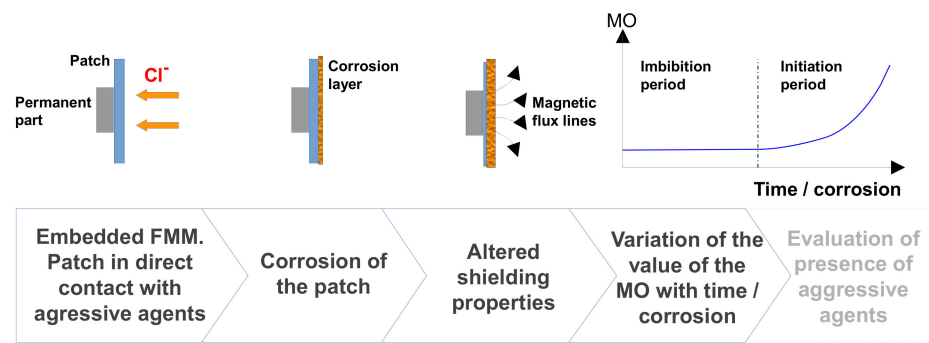 MO
Patch
Cl⁻
Permanent
part
Corrosion
layer
Magnetic
flux lines
Imbibition
period
Initiation
period
Time / corrosion
Embedded FMM.
Patch in direct
contact with
agressive agents
Corrosion of
the patch
Altered
shielding
properties
Variation of the
value of the
MO with time /
corrosion
Evaluation of
presence of
aggressive
agents